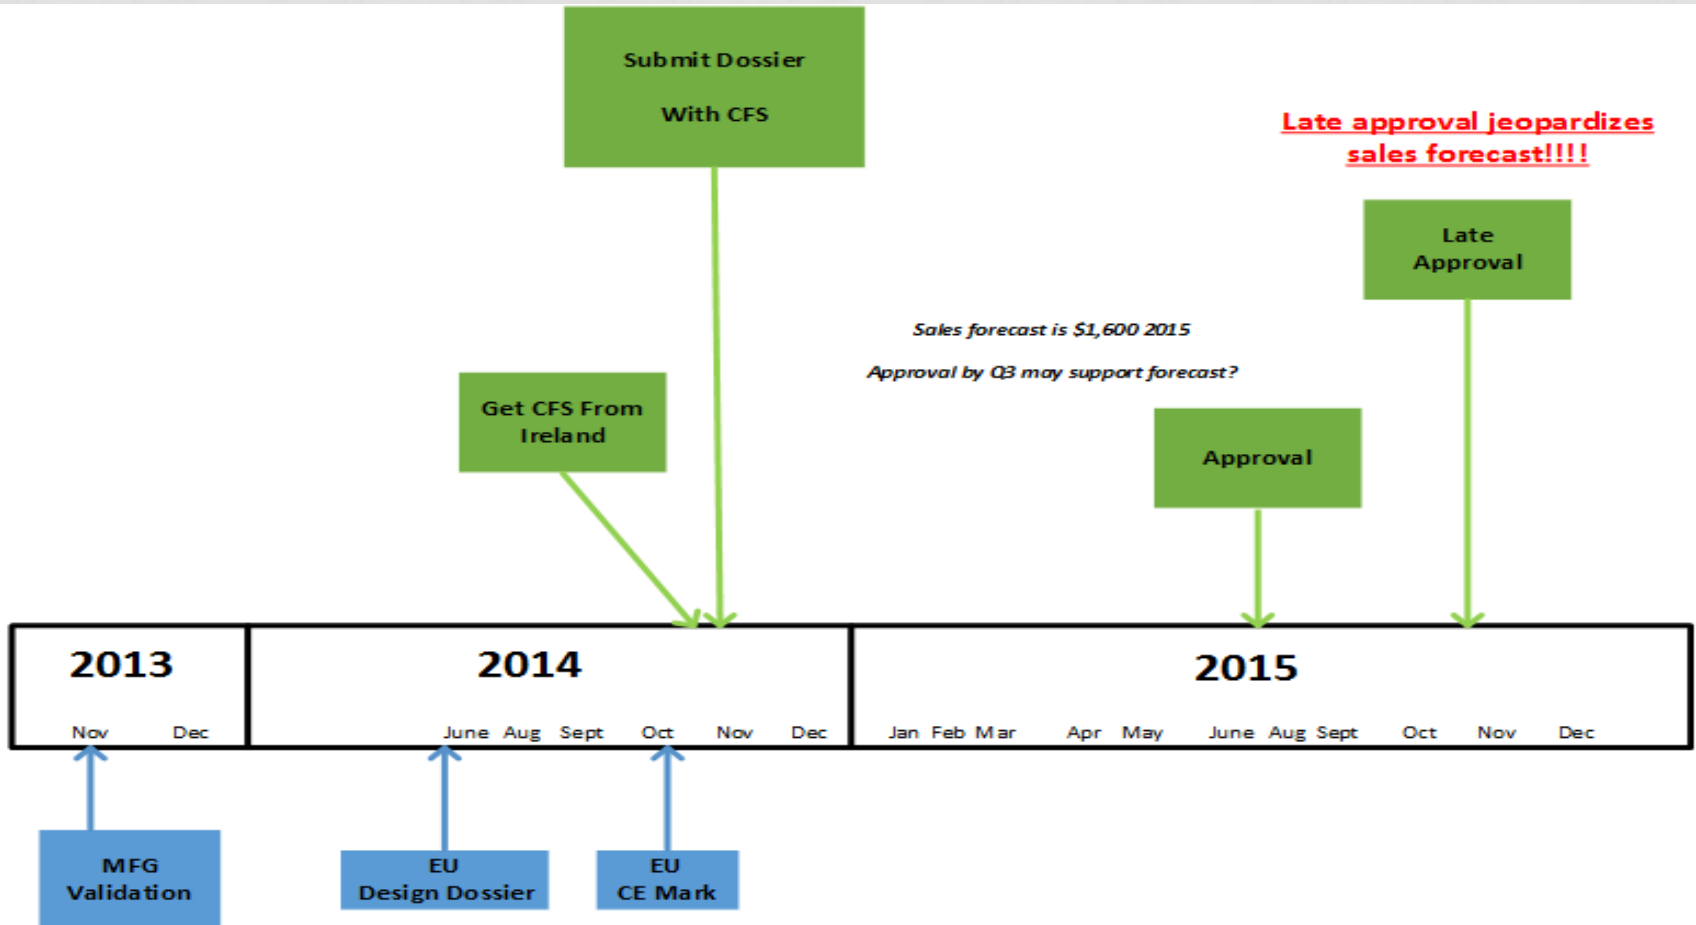 Submit Dossier
With CFS
Late approval jeopardizes
sales forecast!!!!
Late
Approval
Sales forecast is $1,600 2015
Approval by Q3 may support forecast?
Get CFS From
Ireland
Approval
2013
2014
2015
Nov Dec
June Aug Sept Oct Nov Dec
Jan Feb Mar Apr May June Aug Sept Oct Nov Dec
MFG
Validation
EU
Design Dossier
EU
CE Mark